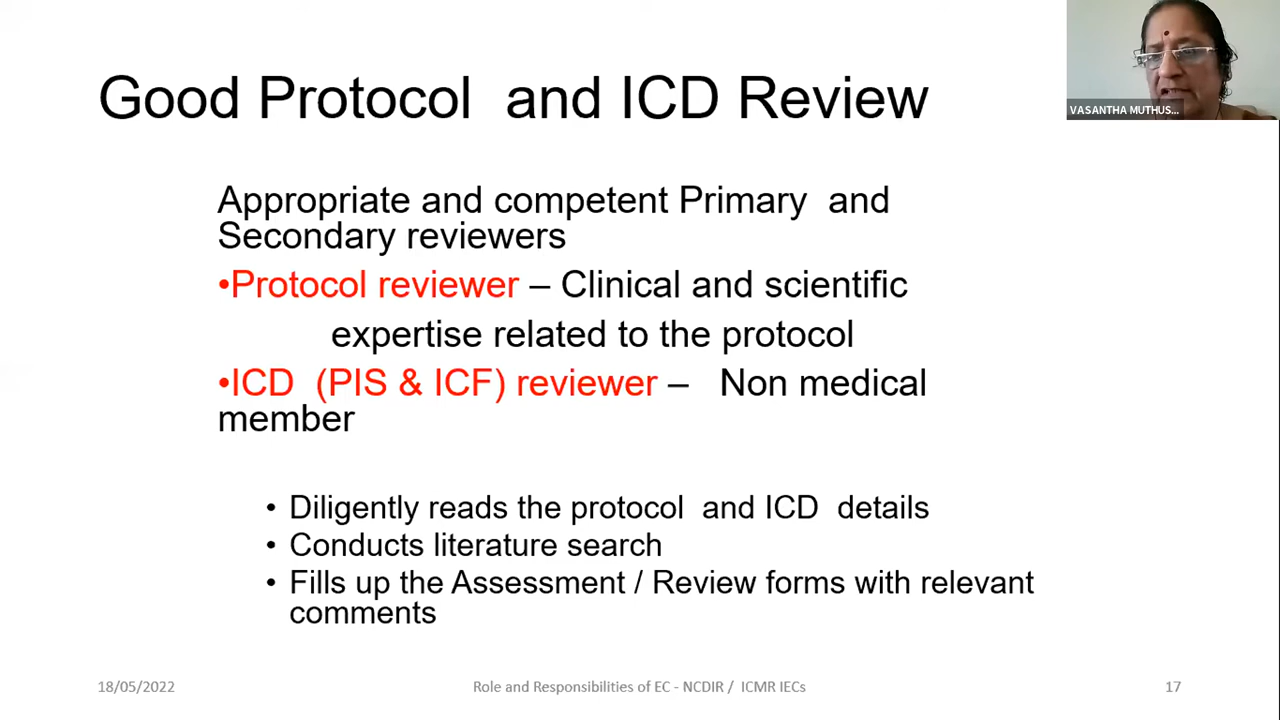 Good Protocol and ICD Review
VASANTHA MUTHUS...
Appropriate and competent Primary and
Secondary reviewers
•Protocol reviewer – Clinical and scientific
expertise related to the protocol
•ICD (PIS & ICF) reviewer – Non medical
member
• Diligently reads the protocol and ICD details
• Conducts literature search
• Fills up the Assessment / Review forms with relevant
comments
18/05/2022
Role and Responsibilities of EC - NCDIR / ICMR IECs
17